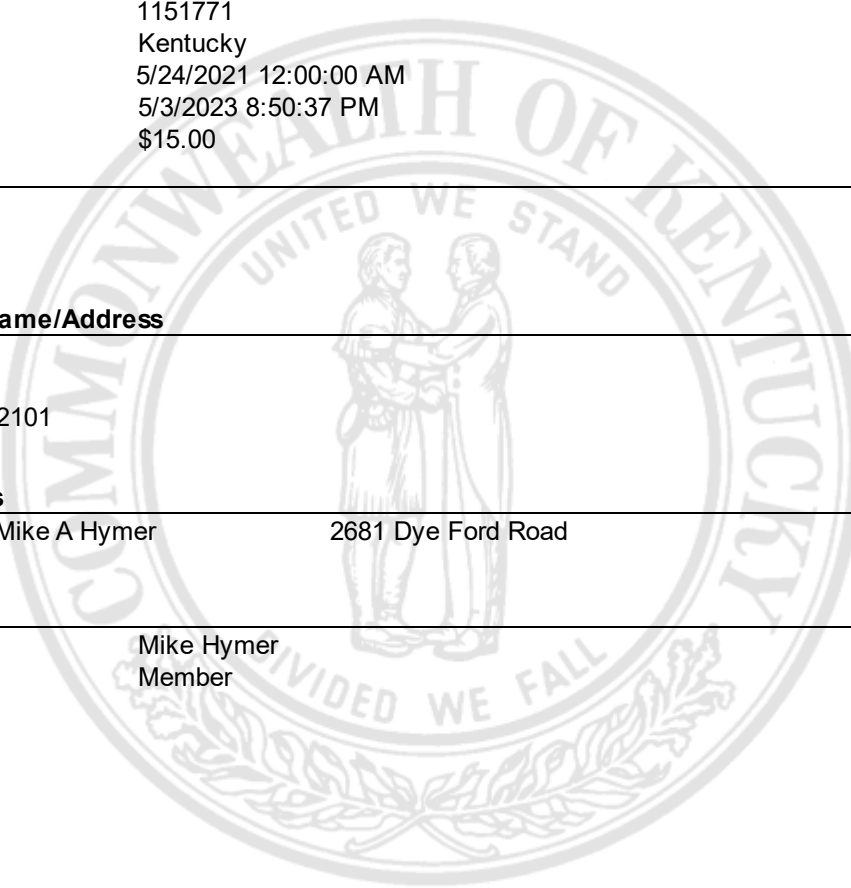 1151771
Kentucky
5/24/2021 12:00:00 AM
5/3/2023 8:50:37 PM
$15.00
COMMONWEALTH OF KENTUCKY
UNITED WE STAND
ame/Address
2101
s
Mike A Hymer 2681 Dye Ford Road
Mike Hymer
Member
DIVIDED WE FALL